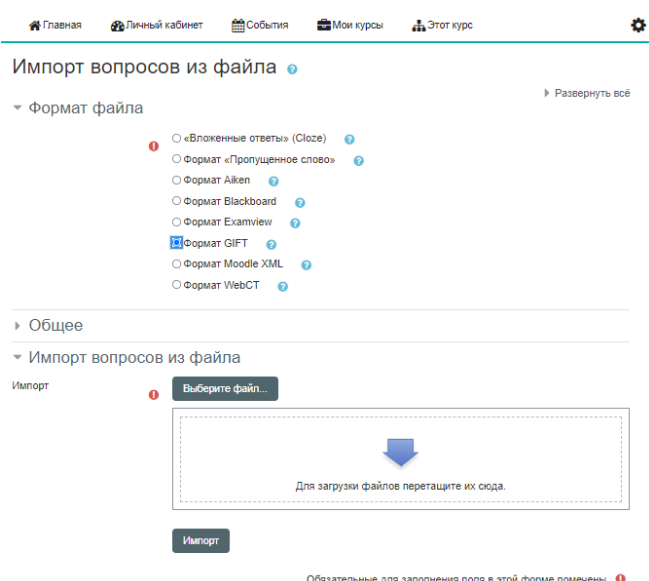 Главная Личный кабинет События Мои курсы Этот курс
Импорт вопросов из файла
Развернуть всё
Формат файла
«Вложенные ответы» (Cloze)
Формат «Пропущенное слово»
Формат Aiken
Формат Blackboard
Формат Examview
Формат GIFT
Формат Moodle XML
Формат WebCT
Общее
Импорт вопросов из файла
Импорт
Выберите файл...
Для загрузки файлов перетащите их сюда.
Импорт
Обязательные для заполнения поля в этой форме помечены